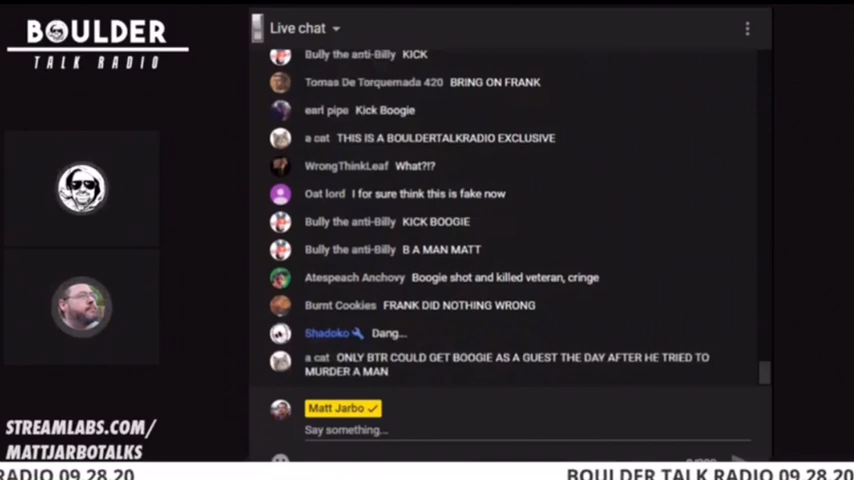 BOULDER
TALK RADIO
Live chat
Bully the anti-Billy KICK
Tomas De Torquemada 420 BRING ON FRANK
earl pipe Kick Boogie
a cat THIS IS A BOULDERTALKRADIO EXCLUSIVE
WrongThinkLeaf What?!?
Oat lord I for sure think this is fake now
Bully the anti-Billy KICK BOOGIE
Bully the anti-Billy B A MAN MATT
Atespeach Anchovy Boogie shot and killed veteran, cringe
Burnt Cookies FRANK DID NOTHING WRONG
Shadoko Dang...
a cat ONLY BTR COULD GET BOOGIE AS A GUEST THE DAY AFTER HE TRIED TO
MURDER A MAN
Matt Jarbo
Say something...
STREAMLABS.COM/
MATTJARBOTALKS
RADIO 09.28.20
BOULDER TALK RADIO 09.28.20